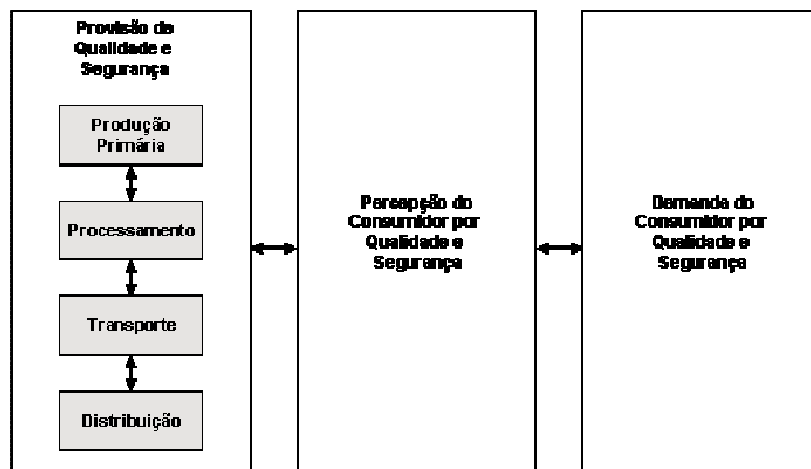 Provisão de
Qualidade e
Segurança
Produção
Primária
Processamento
Transporte
Distribuição
Percepção do
Consumidor por
Qualidade e
Segurança
Demanda do
Consumidor por
Qualidade e
Segurança